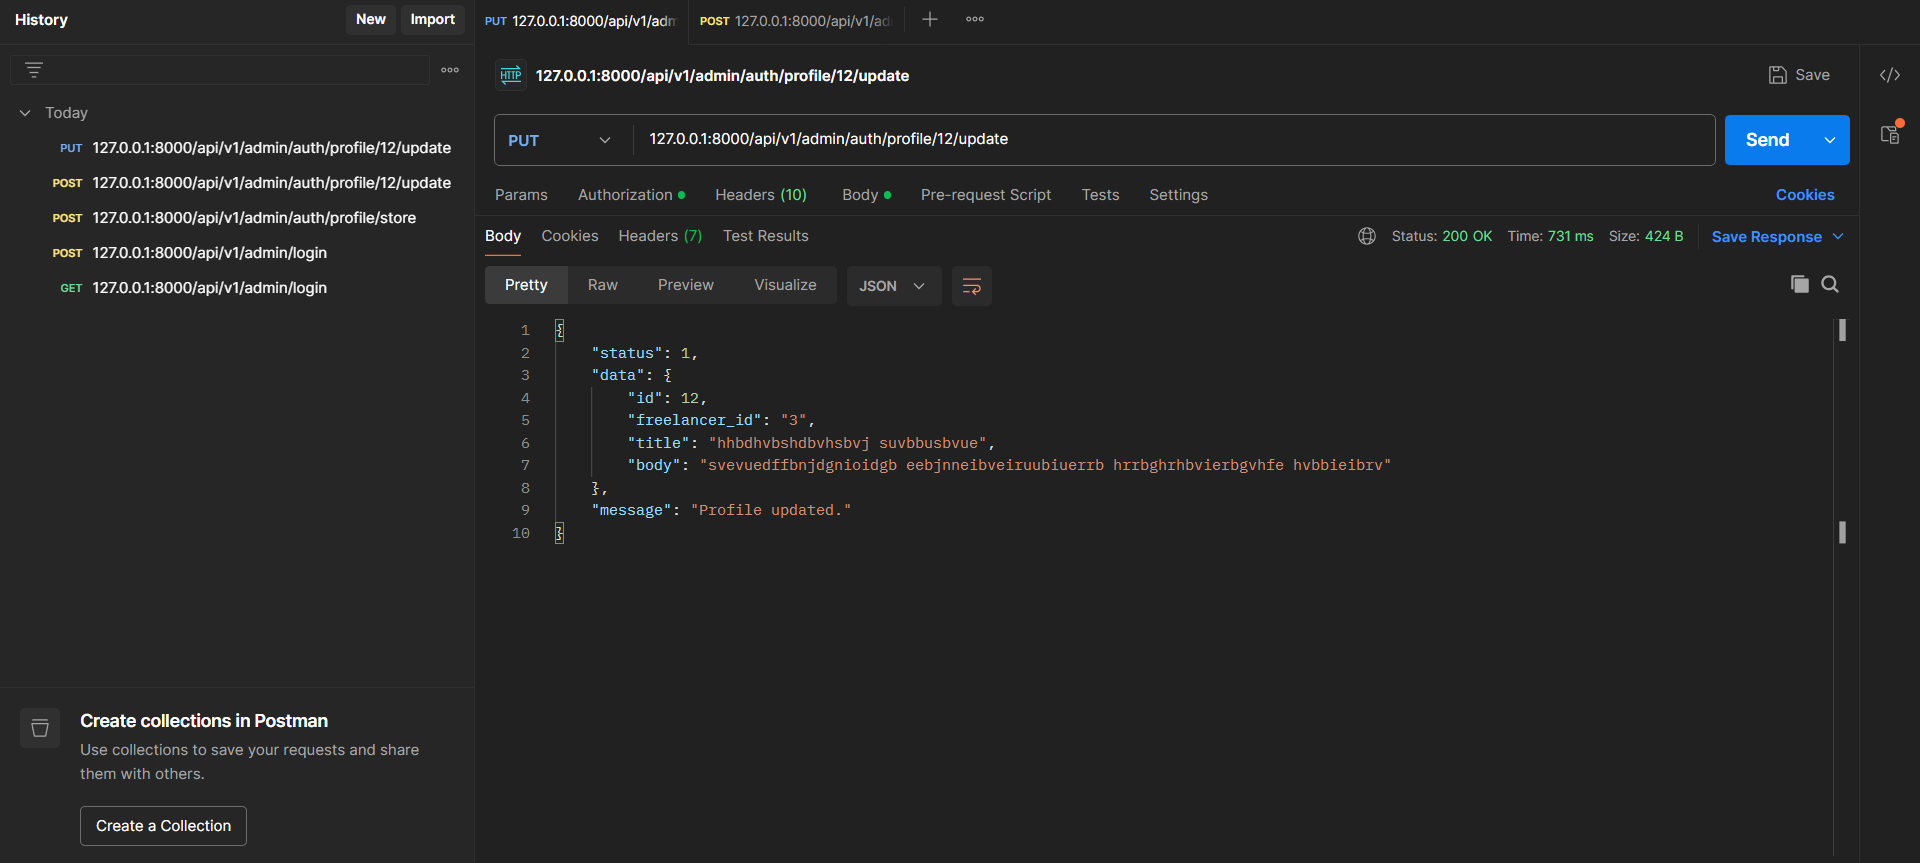 History
New
Import
Today
PUT 127.0.0.1:8000/api/v1/admin/auth/profile/12/update
POST 127.0.0.1:8000/api/v1/admin/auth/profile/12/update
POST 127.0.0.1:8000/api/v1/admin/auth/profile/store
POST 127.0.0.1:8000/api/v1/admin/login
GET 127.0.0.1:8000/api/v1/admin/login
Create collections in Postman
Use collections to save your requests and share
them with others.
Create a Collection
PUT 127.0.0.1:8000/api/v1/adm
POST 127.0.0.1:8000/api/v1/ad
HTTP 127.0.0.1:8000/api/v1/admin/auth/profile/12/update
Save
PUT 127.0.0.1:8000/api/v1/admin/auth/profile/12/update
Send
Params Authorization Headers (10) Body Pre-request Script Tests Settings Cookies
Body Cookies Headers (7) Test Results Status: 200 OK Time: 731 ms Size: 424 B Save Response
Pretty Raw Preview Visualize JSON
1 {
2 "status": 1,
3 "data": {
4 "id": 12,
5 "freelancer_id": "3",
6 "title": "hhbdhvbshdbvhsbvj suvbbusbvue",
7 "body": "svevuedffbnjdgnioidgb eebjnneibveiruubiuerrb hrrbghrhbvierbgvhfe hvbbieibrv"
8 },
9 "message": "Profile updated."
10 }